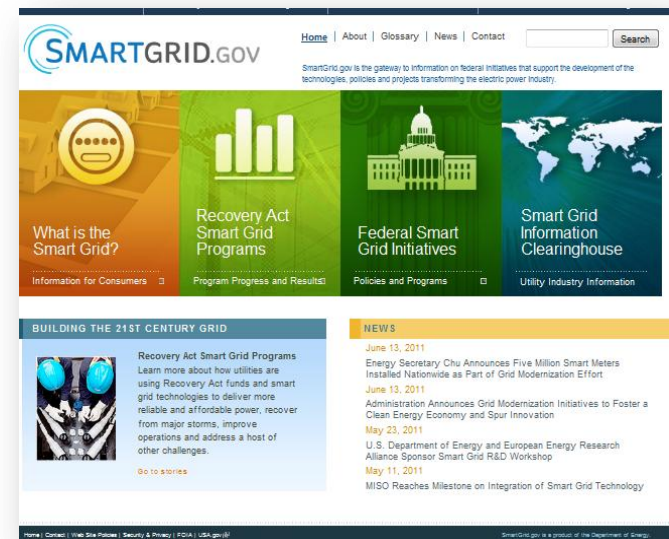 SMARTGRID.GOV
Home | About | Glossary | News | Contact
Search
SmartGrid.gov is the gateway to information on federal initiatives that support the development of the
technologies, policies and projects transforming the electric power industry.
What is the
Smart Grid?
Information for Consumers
Recovery Act
Smart Grid
Programs
Program Progress and Results
Federal Smart
Grid Initiatives
Policies and Programs
Smart Grid
Information
Clearinghouse
Utility Industry Information
BUILDING THE 21ST CENTURY GRID
Recovery Act Smart Grid Programs
Learn more about how utilities are
using Recovery Act funds and smart
grid technologies to deliver more
reliable and affordable power, recover
from major storms, improve
operations and address a host of
other challenges.
Go to stories
NEWS
June 13, 2011
Energy Secretary Chu Announces Five Million Smart Meters
Installed Nationwide as Part of Grid Modernization Effort
June 13, 2011
Administration Announces Grid Modernization Initiatives to Foster a
Clean Energy Economy and Spur Innovation
May 23, 2011
U.S. Department of Energy and European Energy Research
Alliance Sponsor Smart Grid R&D Workshop
May 11, 2011
MISO Reaches Milestone on Integration of Smart Grid Technology
Home | Contact | Web Site Policies | Security & Privacy | FOIA | USA.gov
SmartGrid.gov is a product of the Department of Energy.